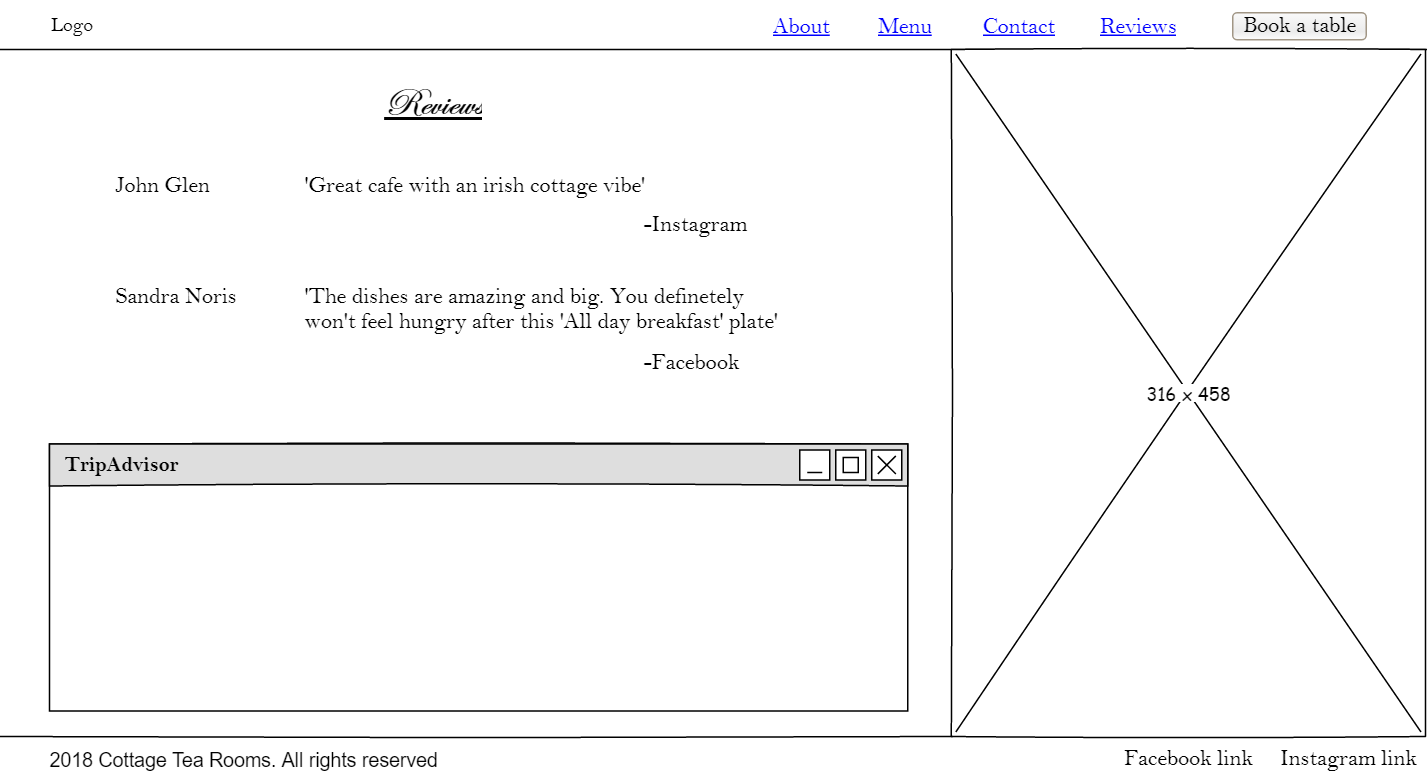 Logo
About
Menu
Contact
Reviews
Book a table
Reviews
John Glen
'Great cafe with an irish cottage vibe'
-Instagram
Sandra Noris
'The dishes are amazing and big. You definetely
won't feel hungry after this 'All day breakfast' plate'
-Facebook
TripAdvisor
316 x 458
2018 Cottage Tea Rooms. All rights reserved
Facebook link
Instagram link